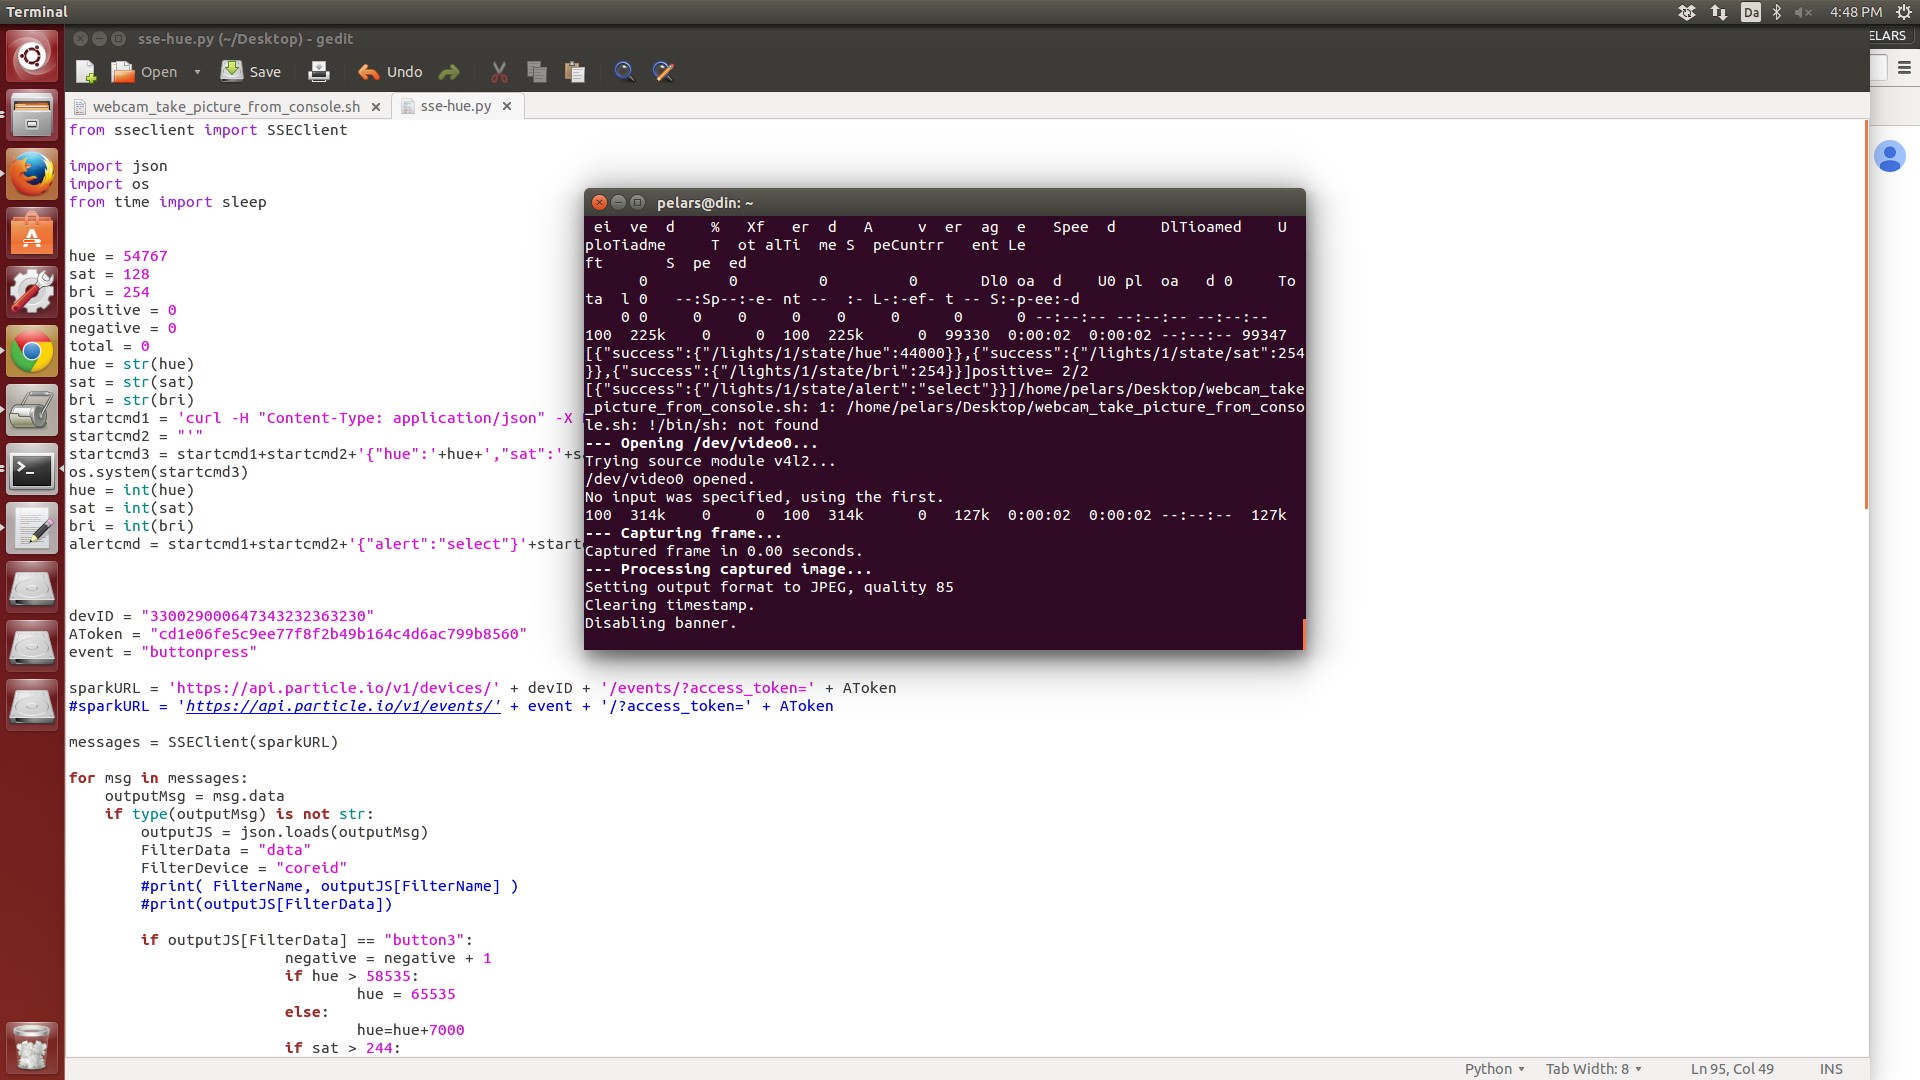 Terminal
Da
4:48 PM
sse-hue.py (~/Desktop) - gedit
ELARS
Open
Save
Undo
webcam_take_picture_from_console.sh
sse-hue.py
from sseclient import SSEClient
import json
import os
from time import sleep
hue = 54767
sat = 128
bri = 254
positive = 0
negative = 0
total = 0
hue = str(hue)
sat = str(sat)
bri = str(bri)
startcmd1 = 'curl -H "Content-Type: application/json" -X
startcmd2 = "'"
startcmd3 = startcmd1+startcmd2+'{"hue":'+hue+',"sat":'+s
os.system(startcmd3)
hue = int(hue)
sat = int(sat)
bri = int(bri)
alertcmd = startcmd1+startcmd2+'{"alert":"select"}'+start
devID = "330029000647343232363230"
AToken = "cd1e06fe5c9ee77f8f2b49b164c4d6ac799b8560"
event = "buttonpress"
sparkURL = 'https://api.particle.io/v1/devices/' + devID + '/events/?access_token=' + AToken
#sparkURL = 'https://api.particle.io/v1/events/' + event + '/?access_token=' + AToken
messages = SSEClient(sparkURL)
for msg in messages:
outputMsg = msg.data
if type(outputMsg) is not str:
outputJS = json.loads(outputMsg)
FilterData = "data"
FilterDevice = "coreid"
#print( FilterName, outputJS[FilterName] )
#print(outputJS[FilterData])
if outputJS[FilterData] == "button3":
negative = negative + 1
if hue > 58535:
hue = 65535
else:
hue=hue+7000
if sat > 244:
pelars@din: ~
ei ve d % Xf er d A v er ag e Spee d DlTioamed U
ploTiadme T ot alTi me S peCuntrr ent Le
ft S pe ed
0 0 0 0 Dl0 oa d U0 pl oa d 0 To
ta l 0 --:Sp--:-e- nt -- :- L-:-ef- t -- S:-p-ee:-d
0 0 0 0 0 0 0 0 --:--:-- --:--:-- --:--:--
100 225k 0 0 100 225k 0 99330 0:00:02 0:00:02 --:--:-- 99347
[{"success":{"/lights/1/state/hue":44000}},{"success":{"/lights/1/state/sat":254
}},{"success":{"/lights/1/state/bri":254}}]positive= 2/2
[{"success":{"/lights/1/state/alert":"select"}}]/home/pelars/Desktop/webcam_take
_picture_from_console.sh: 1: /home/pelars/Desktop/webcam_take_picture_from_conso
le.sh: !/bin/sh: not found
--- Opening /dev/video0...
Trying source module v4l2...
/dev/video0 opened.
No input was specified, using the first.
100 314k 0 0 100 314k 0 127k 0:00:02 0:00:02 --:--:-- 127k
--- Capturing frame...
Captured frame in 0.00 seconds.
--- Processing captured image...
Setting output format to JPEG, quality 85
Clearing timestamp.
Disabling banner.
Python
Tab Width: 8
Ln 95, Col 49
INS